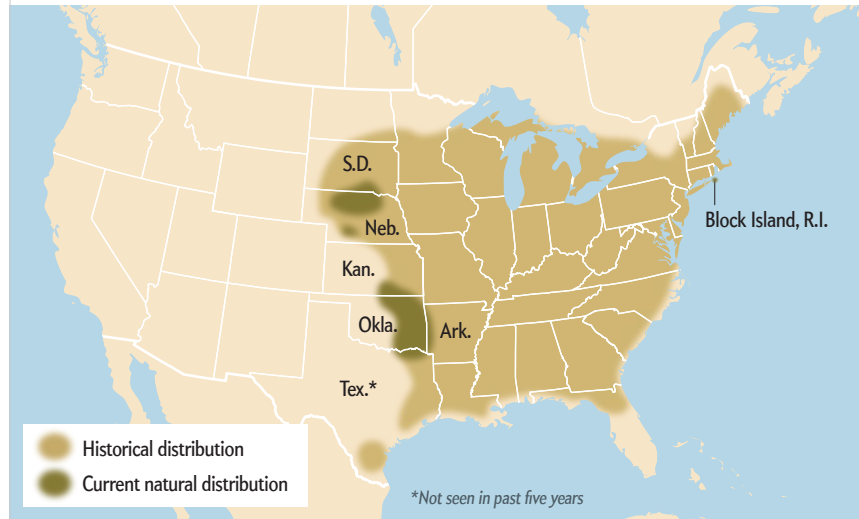 S.D.
Neb.
Block Island, R.I.
Kan.
Okla.
Ark.
Tex.*
Historical distribution
Current natural distribution
*Not seen in past five years